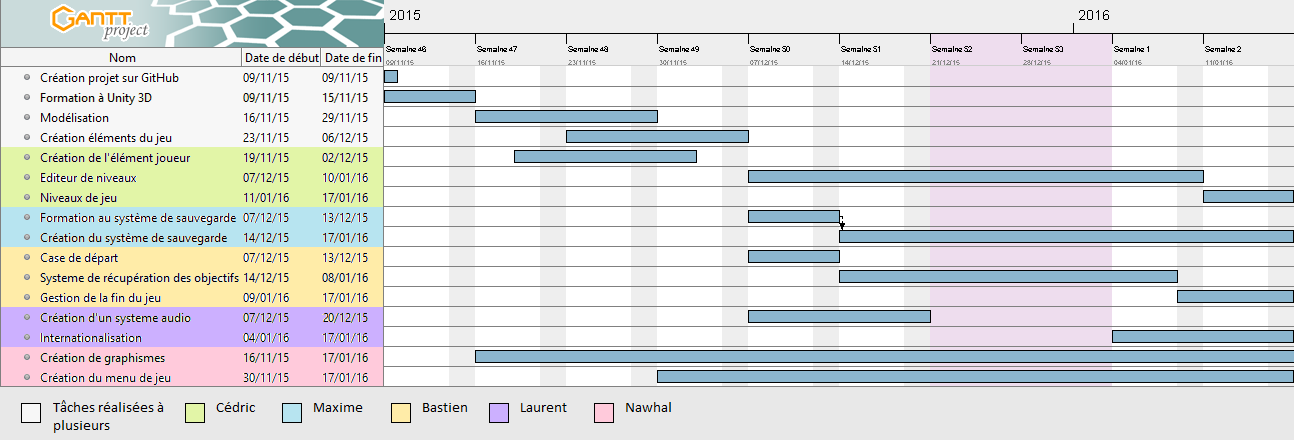 GANTT
project
2015
2016
Semaine 46 Semaine 47 Semaine 48 Semaine 49 Semaine 50 Semaine 51 Semaine 52 Semaine 53 Semaine 1 Semaine 2
09/11/15 16/11/15 23/11/15 30/11/15 07/12/15 14/12/15 21/12/15 28/12/15 04/01/16 11/01/16
Nom Date de début Date de fin
Création projet sur GitHub 09/11/15 09/11/15
Formation à Unity 3D 09/11/15 15/11/15
Modélisation 16/11/15 29/11/15
Création éléments du jeu 23/11/15 06/12/15
Création de l'élément joueur 19/11/15 02/12/15
Editeur de niveaux 07/12/15 10/01/16
Niveaux de jeu 11/01/16 17/01/16
Formation au système de sauvegarde 07/12/15 13/12/15
Création du système de sauvegarde 14/12/15 17/01/16
Case de départ 07/12/15 13/12/15
Systeme de récupération des objectifs 14/12/15 08/01/16
Gestion de la fin du jeu 09/01/16 17/01/16
Création d'un systeme audio 07/12/15 20/12/15
Internationalisation 04/01/16 17/01/16
Création de graphismes 16/11/15 17/01/16
Création du menu de jeu 30/11/15 17/01/16
Tâches réalisées à
plusieurs
Cédric
Maxime
Bastien
Laurent
Nawhal